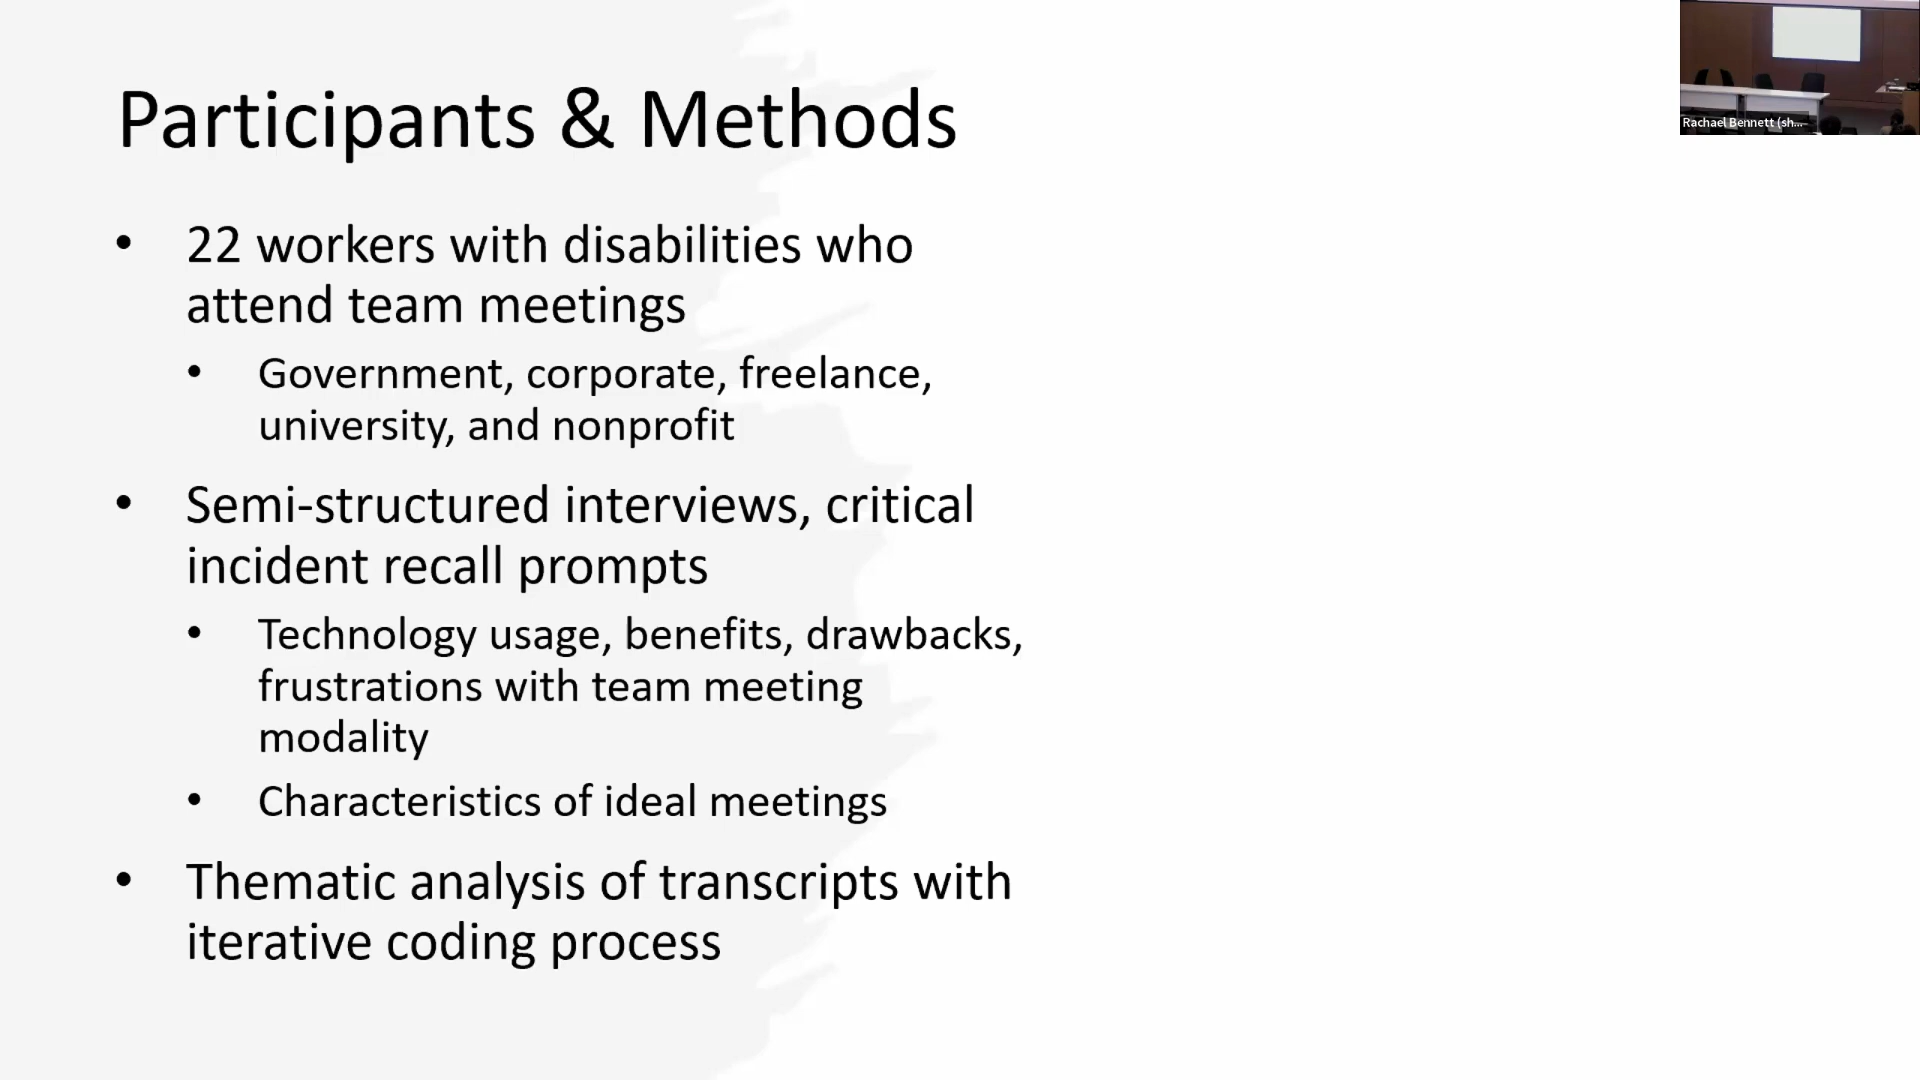 Participants & Methods
• 22 workers with disabilities who
attend team meetings
• Government, corporate, freelance,
university, and nonprofit
• Semi-structured interviews, critical
incident recall prompts
• Technology usage, benefits, drawbacks,
frustrations with team meeting
modality
• Characteristics of ideal meetings
• Thematic analysis of transcripts with
iterative coding process
Rachael Bennett (sh...